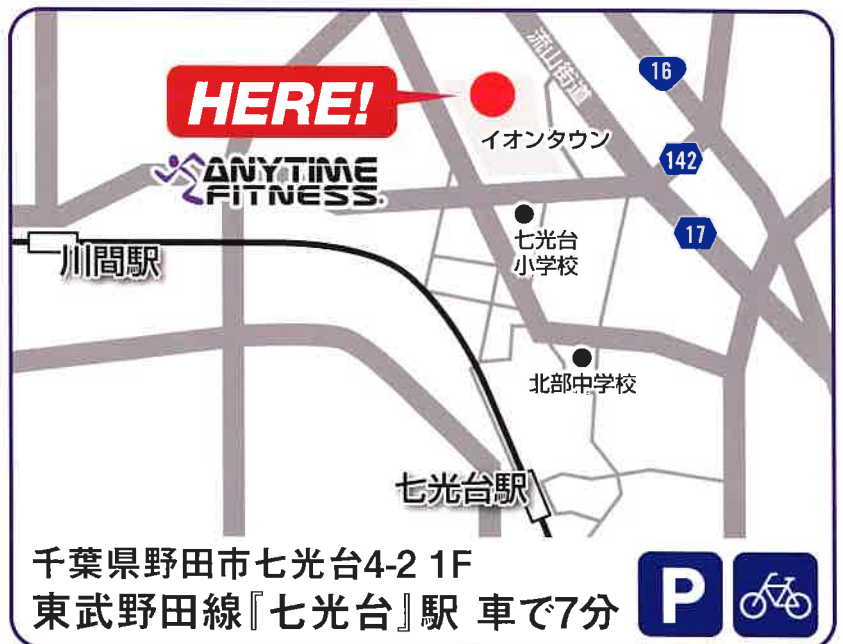 流山街道
16
HERE!
イオンタウン
142
ANYTIME
FITNESS.
17
七光台
小学校
川間駅
北部中学校
七光台駅
千葉県野田市七光台4-2 1F
東武野田線『七光台』駅 車で7分
P